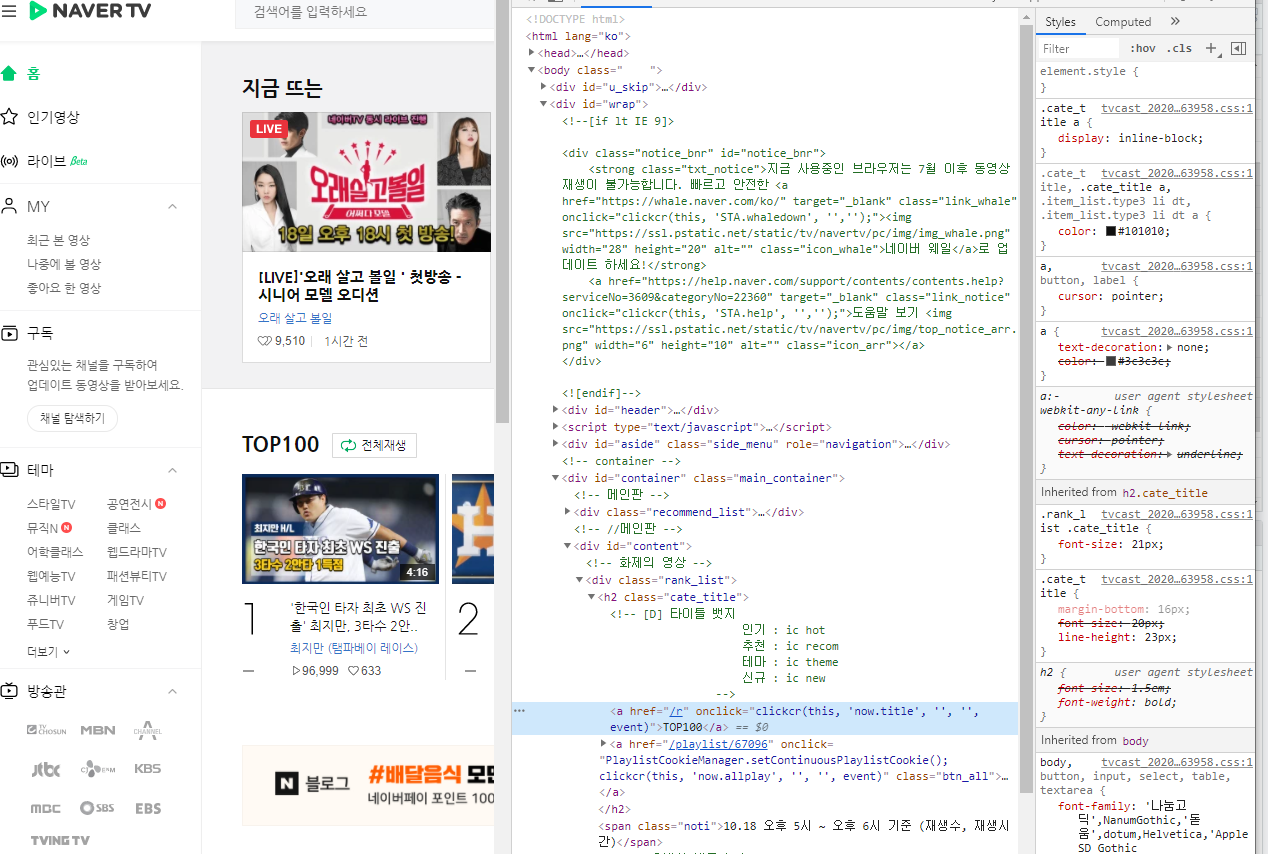 NAVER TV
검색어를 입력하세요
홈
인기영상
라이브 Beta
MY
최근 본 영상
나중에 볼 영상
좋아요 한 영상
구독
관심있는 채널을 구독하여
업데이트 동영상을 받아보세요.
채널 탐색하기
테마
스타일TV 공연전시 N
뮤직N N 클래스
어학클래스 웹드라마TV
웹예능TV 패션뷰티TV
쥬니버TV 게임TV
푸드TV 창업
더보기
방송관
TV CHOSUN MBN CHANNEL A
jtbc CJ ENM KBS
MBC SBS EBS
TVING TV
지금 뜨는
LIVE
네이버TV 동시 라이브 진행
오래살고볼일
어쩌다모델
18일 오후 18시 첫 방송!
[LIVE]'오래 살고 볼일 ' 첫방송 -
시니어 모델 오디션
오래 살고 볼일
9,510 1시간 전
TOP100 전체재생
최지만 H/L
한국인 타자 최초 WS 진출
3타수 2안타 1득점
4:16
1 '한국인 타자 최초 WS 진
출' 최지만, 3타수 2안..
최지만 (탬파베이 레이스)
96,999 633
2
N 블로그
#배달음식 모든
네이버페이 포인트 100
<!DOCTYPE html>
<html lang="ko">
<head>…</head>
<body class="    ">
<div id="u_skip">…</div>
<div id="wrap">
<!--[if lt IE 9]>
<div class="notice_bnr" id="notice_bnr">
<strong class="txt_notice">지금 사용중인 브라우저는 7월 이후 동영상
재생이 불가능합니다. 빠르고 안전한 <a
href="https://whale.naver.com/ko/" target="_blank" class="link_whale"
onclick="clickcr(this, 'STA.whaledown', '','');"><img
src="https://ssl.pstatic.net/static/tv/navertv/pc/img/img_whale.png"
width="28" height="20" alt="" class="icon_whale">네이버 웨일</a>로 업
데이트 하세요!</strong>
<a href="https://help.naver.com/support/contents/contents.help?
serviceNo=3609&categoryNo=22360" target="_blank" class="link_notice"
onclick="clickcr(this, 'STA.help', '','');">도움말 보기 <img
src="https://ssl.pstatic.net/static/tv/navertv/pc/img/top_notice_arr.
png" width="6" height="10" alt="" class="icon_arr"></a>
</div>
<![endif]-->
<div id="header">…</div>
<script type="text/javascript">…</script>
<div id="aside" class="side_menu" role="navigation">…</div>
<!-- container -->
<div id="container" class="main_container">
<!-- 메인판 -->
<div class="recommend_list">…</div>
<!-- //메인판 -->
<div id="content">
<!-- 화제의 영상 -->
<div class="rank_list">
<h2 class="cate_title">
<!-- [D] 타이들 뱃지
인기 : ic hot
추천 : ic recom
테마 : ic theme
신규 : ic new
-->
<a href="/r" onclick="clickcr(this, 'now.title', '', '',
event)">TOP100</a> == $0
<a href="/playlist/67096" onclick=
"PlaylistCookieManager.setContinuousPlaylistCookie();
clickcr(this, 'now.allplay', '', '', event)" class="btn_all">…
</a>
</h2>
<span class="noti">10.18 오후 5시 ~ 오후 6시 기준 (재생수, 재생시
간)</span>
Styles Computed »
Filter :hov .cls +
element.style {
}
.cate_t tvcast_2020…63958.css:1
itle a {
display: inline-block;
}
.cate_t tvcast_2020…63958.css:1
itle, .cate_title a,
.item_list.type3 li dt,
.item_list.type3 li dt a {
color: #101010;
}
a, tvcast_2020…63958.css:1
button, label {
cursor: pointer;
}
a { tvcast_2020…63958.css:1
text-decoration: none;
color: #3c3c3c;
}
a:- user agent stylesheet
webkit-any-link {
color: -webkit-link;
cursor: pointer;
text-decoration: underline;
}
Inherited from h2.cate_title
.rank_l tvcast_2020…63958.css:1
ist .cate_title {
font-size: 21px;
}
.cate_t tvcast_2020…63958.css:1
itle {
margin-bottom: 16px;
font-size: 20px;
line-height: 23px;
}
h2 { user agent stylesheet
font-size: 1.5em;
font-weight: bold;
}
Inherited from body
body, tvcast_2020…63958.css:1
button, input, select, table,
textarea {
font-family: '나눔고
딕',NanumGothic,'돋
움',dotum,Helvetica,'Apple
SD Gothic